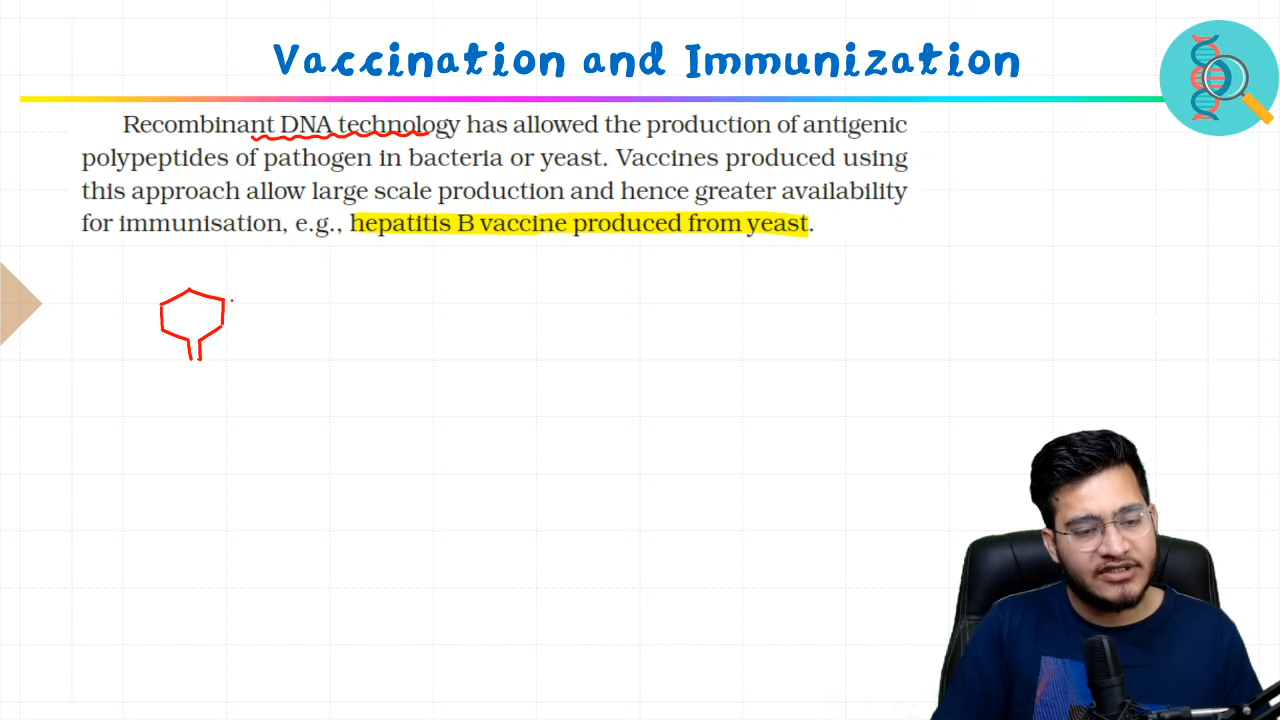 Vaccination and Immunization
Recombinant DNA technology has allowed the production of antigenic
polypeptides of pathogen in bacteria or yeast. Vaccines produced using
this approach allow large scale production and hence greater availability
for immunisation, e.g., hepatitis B vaccine produced from yeast.